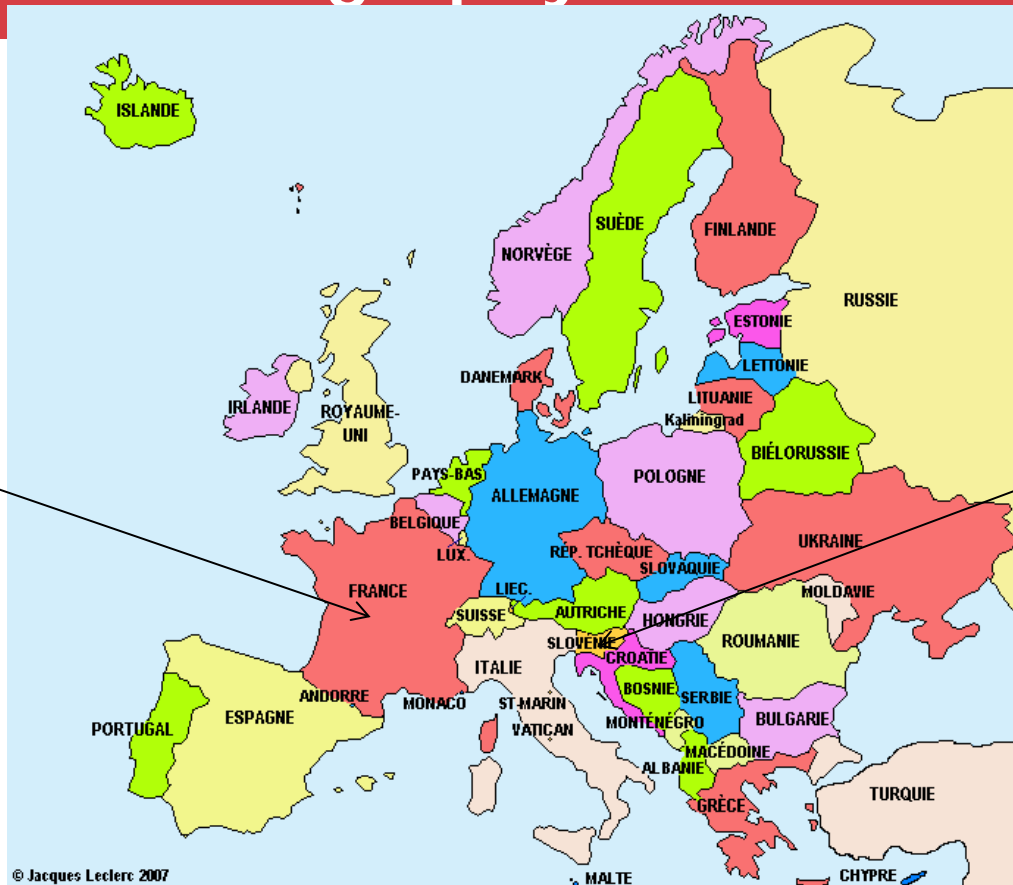 ISLANDE
SUÈDE
FINLANDE
NORVÈGE
RUSSIE
ESTONIE
LETTONIE
DANEMARK
LITUANIE
IRLANDE
ROYAUME-
UNI
Kaliningrad
BIÉLORUSSIE
PAYS-BAS
POLOGNE
ALLEMAGNE
BELGIQUE
UKRAINE
LUX.
RÉP. TCHÈQUE
SLOVAQUIE
FRANCE
LIEC.
MOLDAVIE
SUISSE
AUTRICHE
HONGRIE
SLOVÉNIE
ROUMANIE
CROATIE
ITALIE
BOSNIE
ANDORRE
MONACO
ST-MARIN
SERBIE
ESPAGNE
PORTUGAL
VATICAN
MONTÉNÉGRO
BULGARIE
MACÉDOINE
ALBANIE
TURQUIE
GRÈCE
© Jacques Leclerc 2007
MALTE
CHYPRE